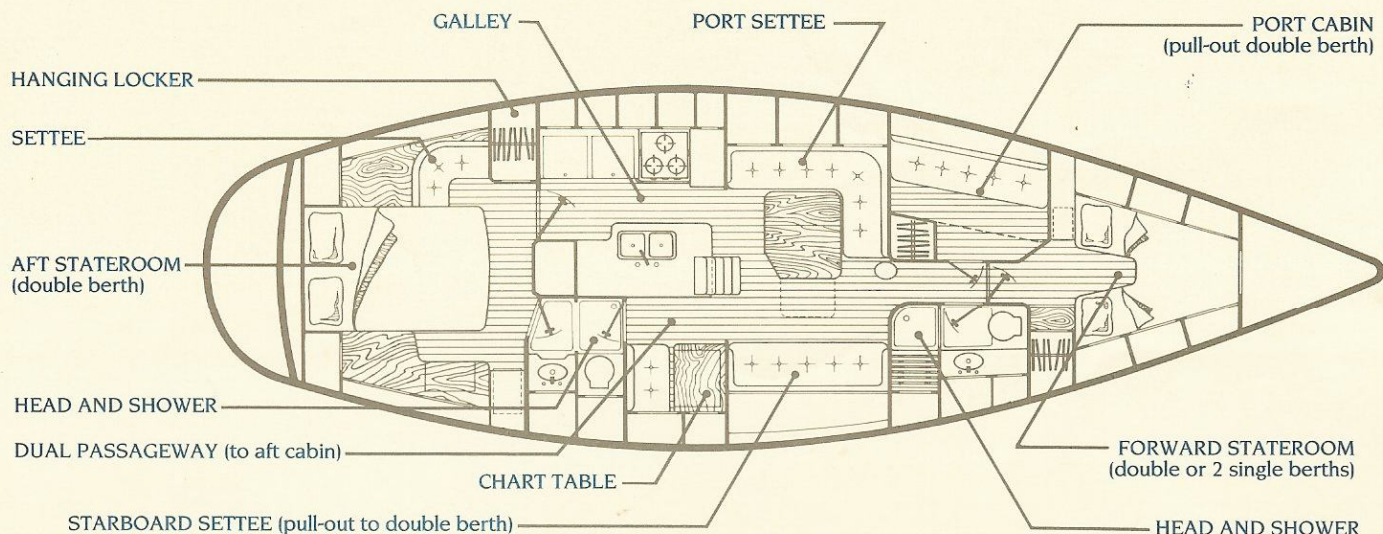 GALLEY
PORT SETTEE
PORT CABIN
(pull-out double berth)
HANGING LOCKER
SETTEE
AFT STATEROOM
(double berth)
HEAD AND SHOWER
DUAL PASSAGEWAY (to aft cabin)
CHART TABLE
STARBOARD SETTEE (pull-out to double berth)
FORWARD STATEROOM
(double or 2 single berths)
HEAD AND SHOWER